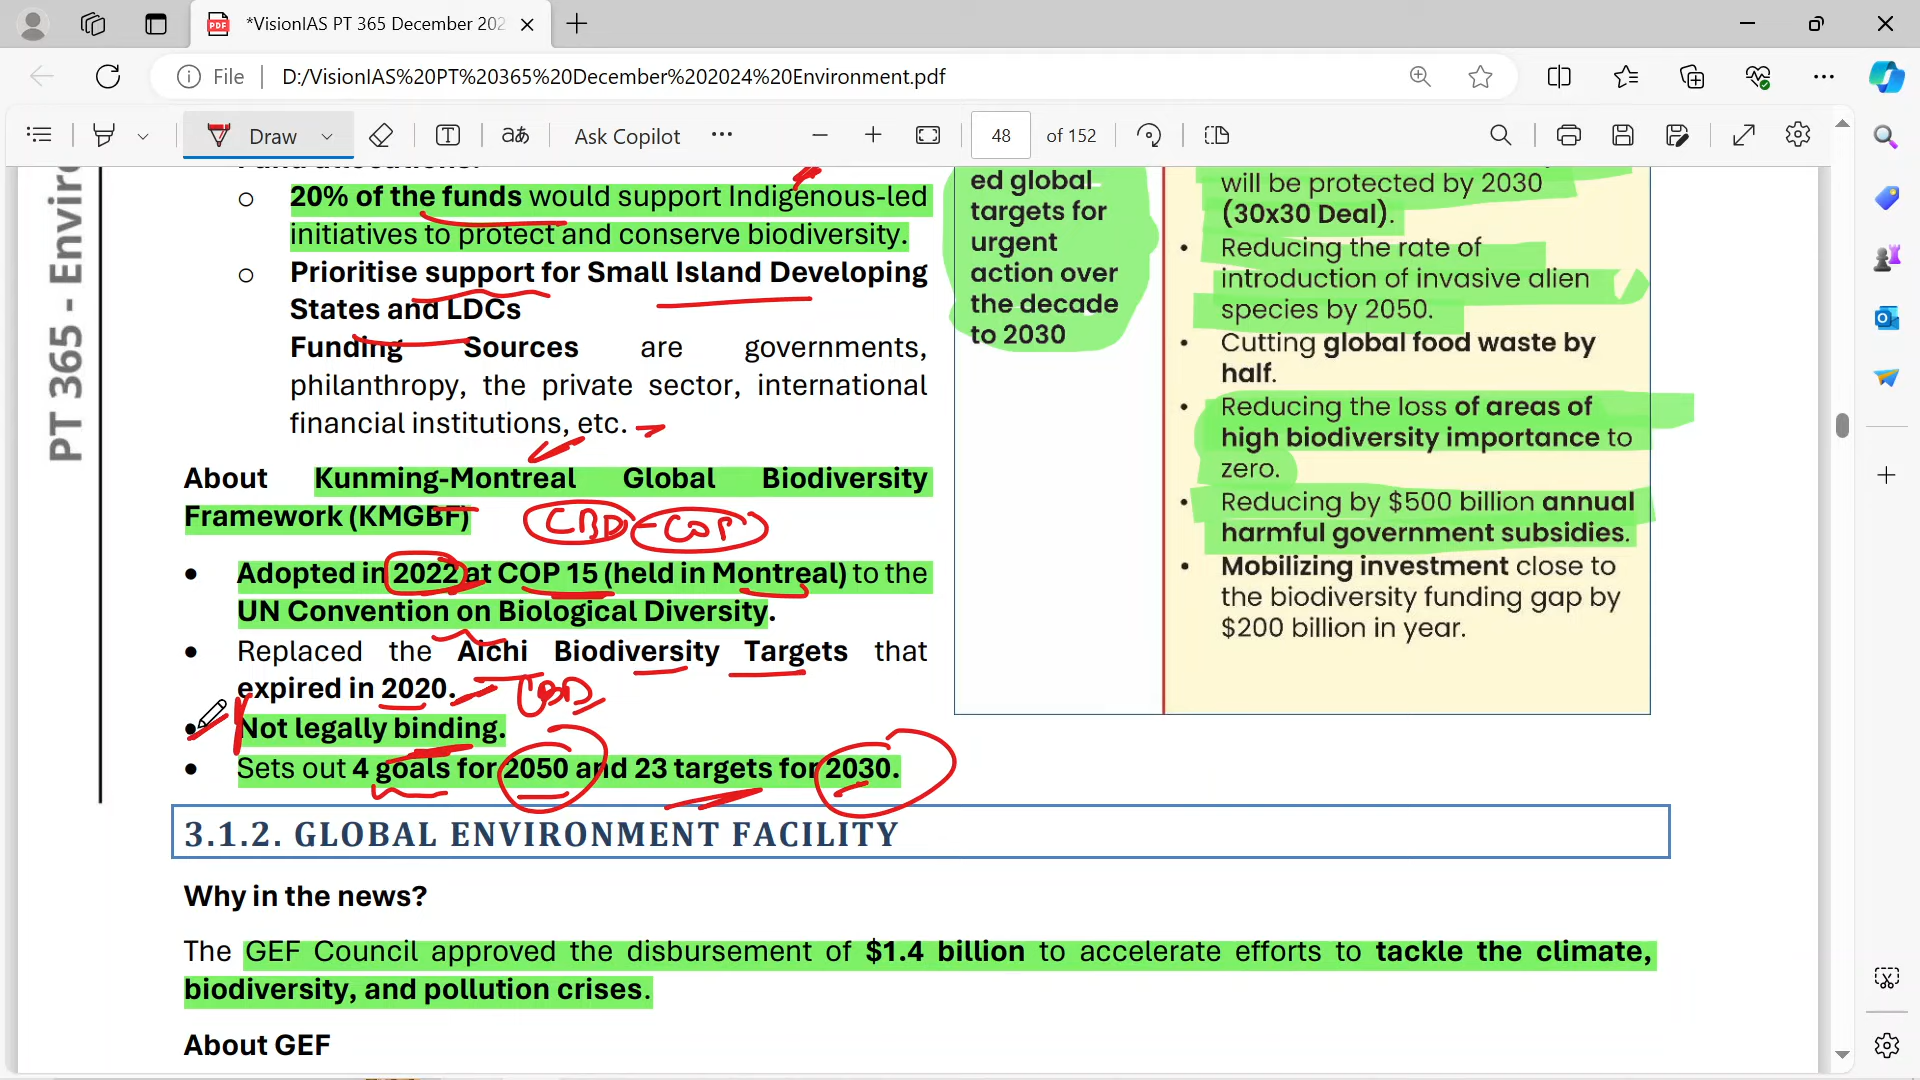 *VisionIAS PT 365 December 202
File
D:/VisionIAS%20PT%20365%20December%202024%20Environment.pdf
Draw
Ask Copilot
48 of 152
PT 365 - Enviro
20% of the funds would support Indigenous-led
initiatives to protect and conserve biodiversity.
Prioritise support for Small Island Developing
States and LDCs
Funding Sources are governments,
philanthropy, the private sector, international
financial institutions, etc.
About Kunming-Montreal Global Biodiversity
Framework (KMGBF)
CBD - COP
• Adopted in 2022 at COP 15 (held in Montreal) to the
UN Convention on Biological Diversity.
• Replaced the Aichi Biodiversity Targets that
expired in 2020.
CBD
• Not legally binding.
• Sets out 4 goals for 2050 and 23 targets for 2030.
ed global
targets for
urgent
action over
the decade
to 2030
will be protected by 2030
(30x30 Deal).
• Reducing the rate of
introduction of invasive alien
species by 2050.
• Cutting global food waste by
half.
• Reducing the loss of areas of
high biodiversity importance to
zero.
• Reducing by $500 billion annual
harmful government subsidies.
• Mobilizing investment close to
the biodiversity funding gap by
$200 billion in year.
3.1.2. GLOBAL ENVIRONMENT FACILITY
Why in the news?
The GEF Council approved the disbursement of $1.4 billion to accelerate efforts to tackle the climate,
biodiversity, and pollution crises.
About GEF